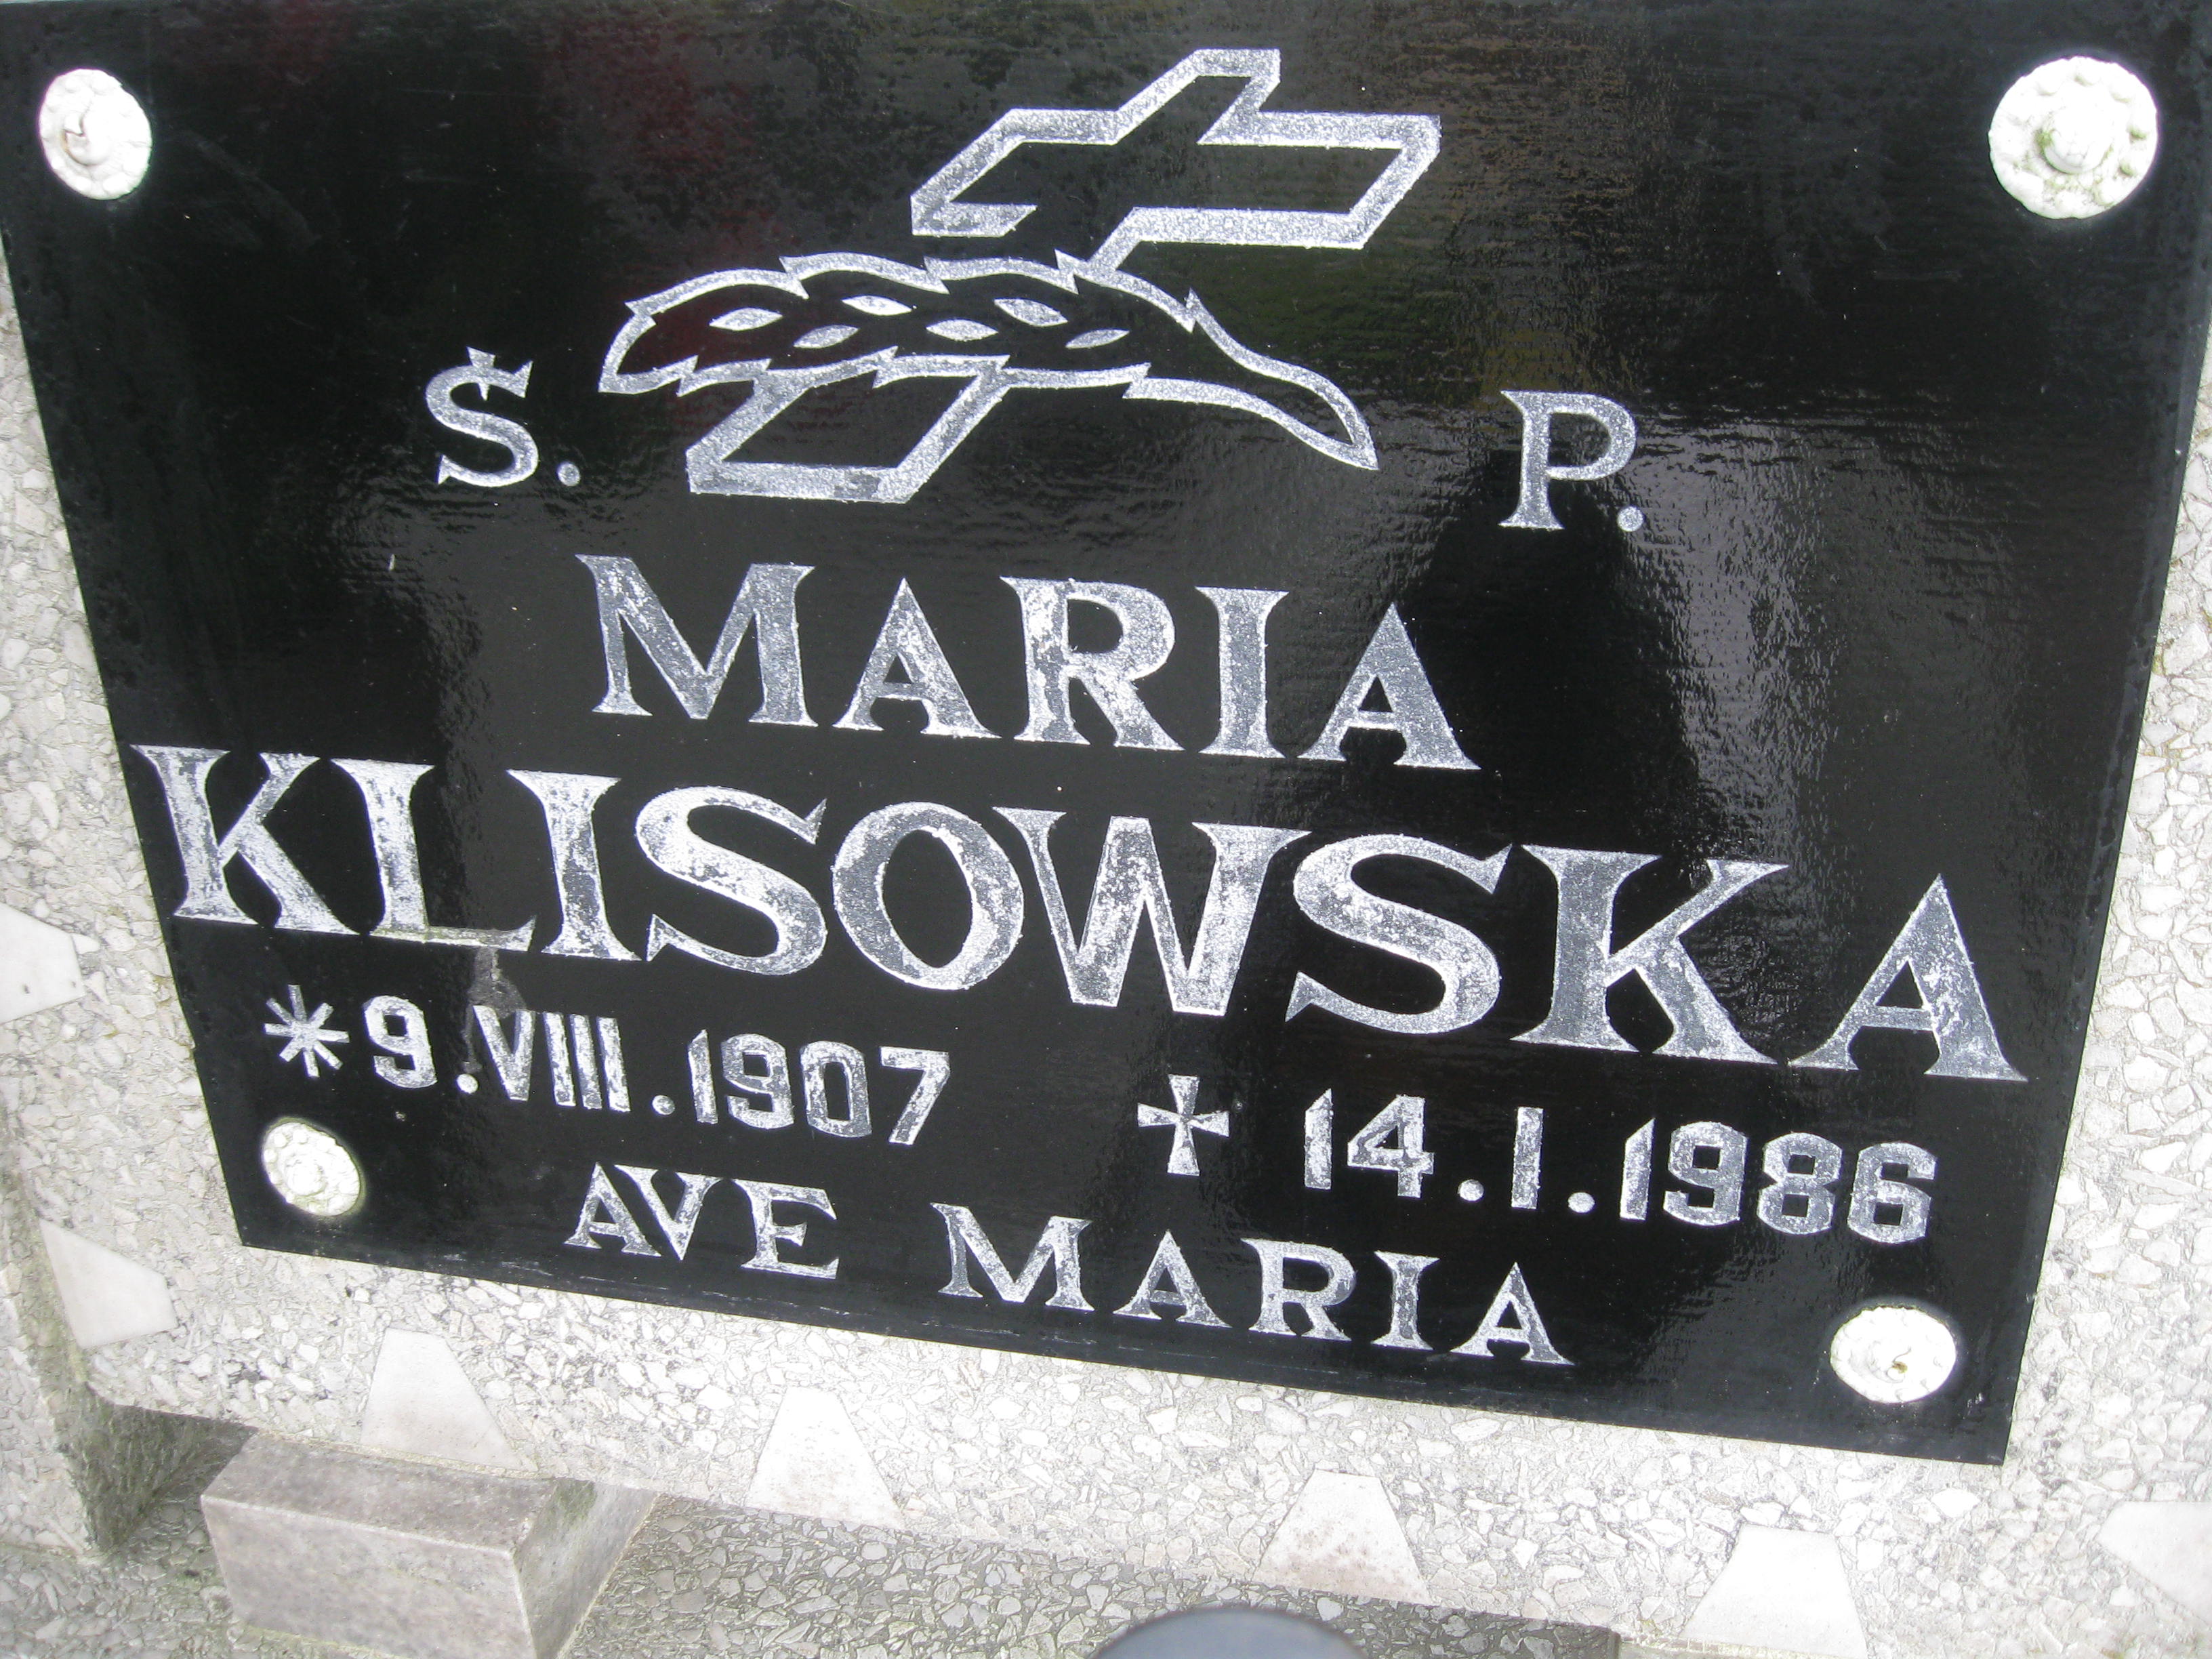 Ś. P.
MARIA
KLISOWSKA
*9.VIII.1907 ✝ 14.I.1986
AVE MARIA